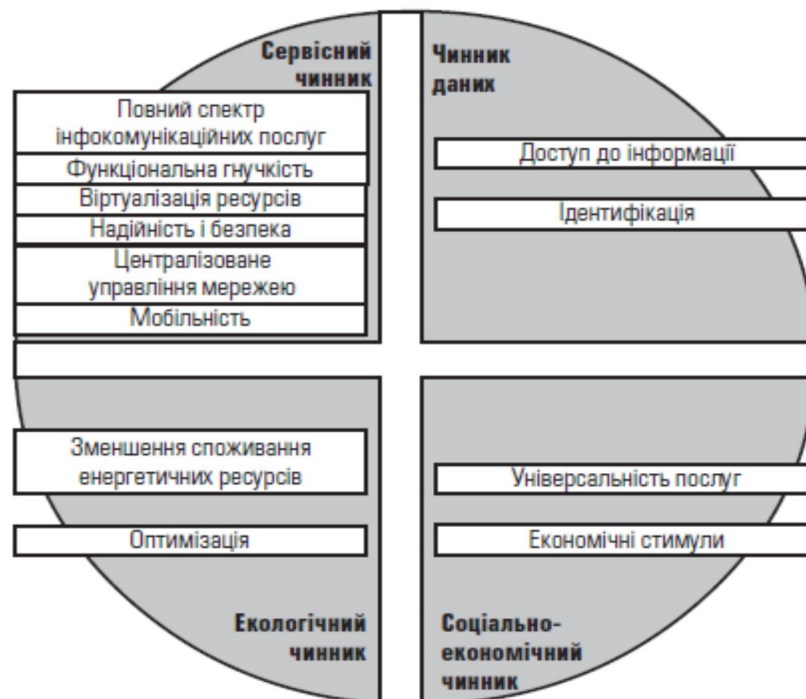 Сервісний
чинник
Повний спектр
інфокомунікаційних послуг
Функціональна гнучкість
Віртуалізація ресурсів
Надійність і безпека
Централізоване
управління мережею
Мобільність
Чинник
даних
Доступ до інформації
Ідентифікація
Зменшення споживання
енергетичних ресурсів
Оптимізація
Екологічний
чинник
Універсальність послуг
Економічні стимули
Соціально-
економічний
чинник